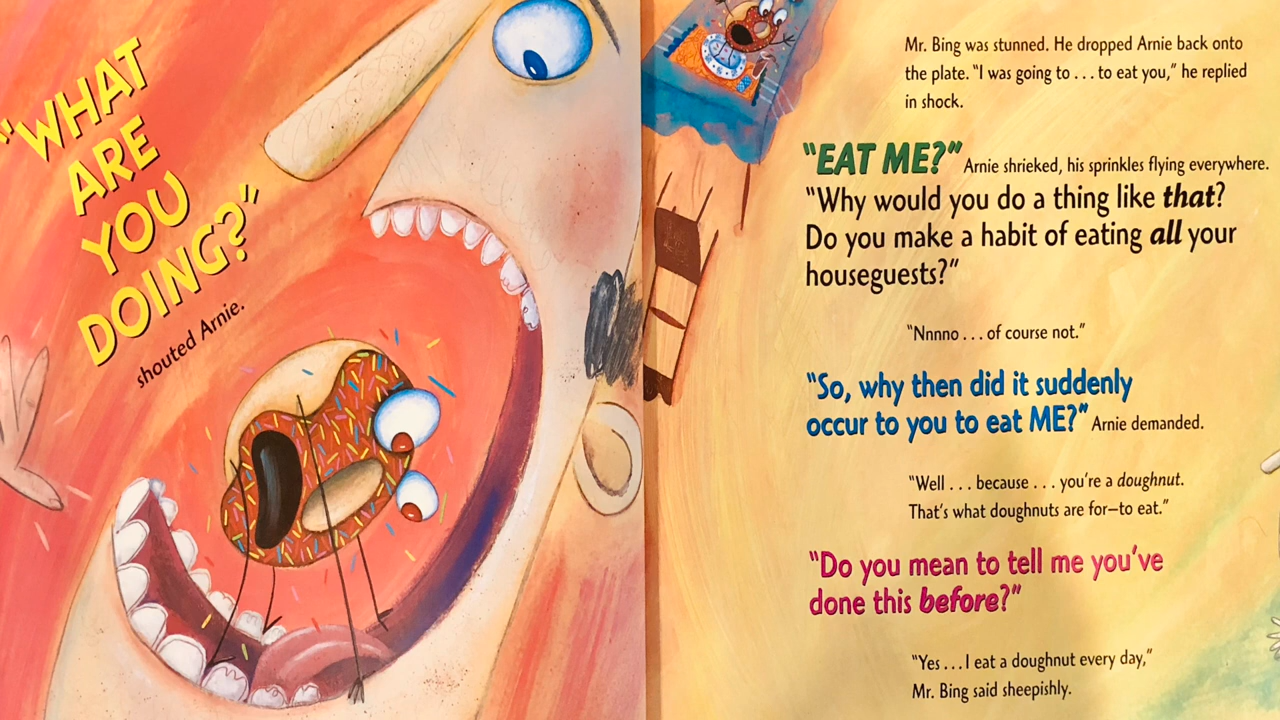 "WHAT
ARE
YOU
DOING?"
shouted Arnie.
Mr. Bing was stunned. He dropped Arnie back onto
the plate. "I was going to . . . to eat you," he replied
in shock.
"EAT ME?" Arnie shrieked, his sprinkles flying everywhere.
"Why would you do a thing like that?
Do you make a habit of eating all your
houseguests?"
"Nnnno . . . of course not."
"So, why then did it suddenly
occur to you to eat ME?" Arnie demanded.
"Well . . . because . . . you're a doughnut.
That's what doughnuts are for—to eat."
"Do you mean to tell me you've
done this before?"
"Yes . . . I eat a doughnut every day,"
Mr. Bing said sheepishly.